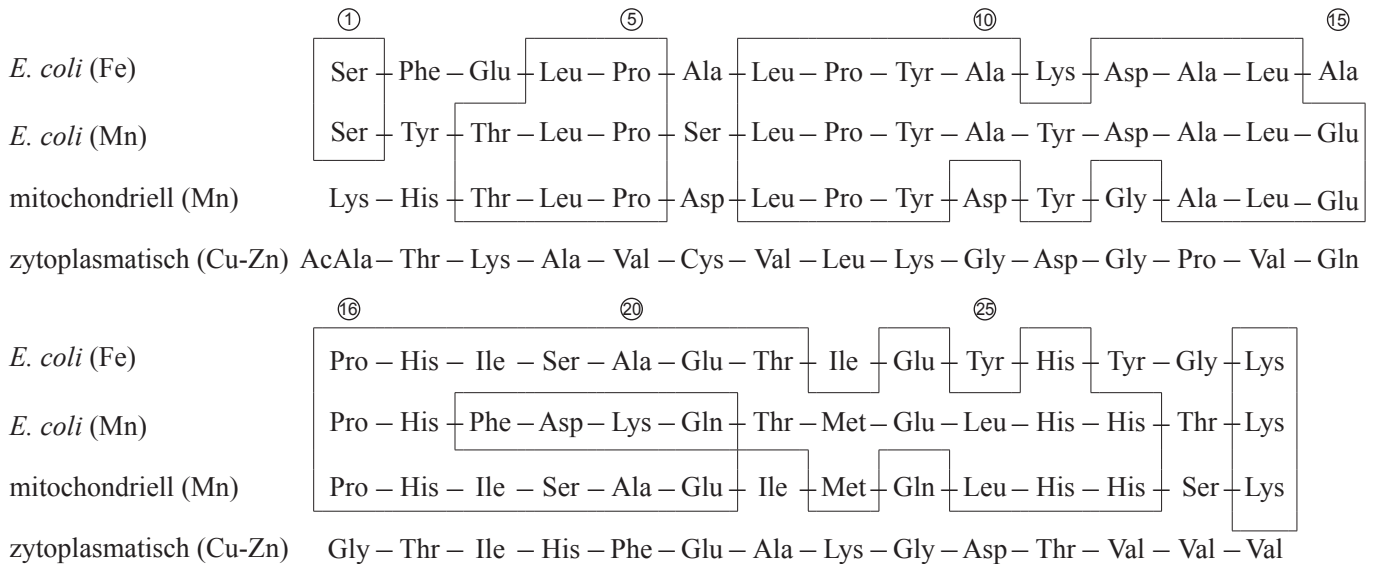 ① ⑤ ⑩ ⑮
E. coli (Fe) Ser – Phe – Glu – Leu – Pro – Ala – Leu – Pro – Tyr – Ala – Lys – Asp – Ala – Leu – Ala
E. coli (Mn) Ser – Tyr – Thr – Leu – Pro – Ser – Leu – Pro – Tyr – Ala – Tyr – Asp – Ala – Leu – Glu
mitochondriell (Mn) Lys – His – Thr – Leu – Pro – Asp – Leu – Pro – Tyr – Asp – Tyr – Gly – Ala – Leu – Glu
zytoplasmatisch (Cu-Zn) AcAla – Thr – Lys – Ala – Val – Cys – Val – Leu – Lys – Gly – Asp – Gly – Pro – Val – Gln
⑯ ⑳ ㉕
E. coli (Fe) Pro – His – Ile – Ser – Ala – Glu – Thr – Ile – Glu – Tyr – His – Tyr – Gly – Lys
E. coli (Mn) Pro – His – Phe – Asp – Lys – Gln – Thr – Met – Glu – Leu – His – His – Thr – Lys
mitochondriell (Mn) Pro – His – Ile – Ser – Ala – Glu – Ile – Met – Gln – Leu – His – His – Ser – Lys
zytoplasmatisch (Cu-Zn) Gly – Thr – Ile – His – Phe – Glu – Ala – Lys – Gly – Asp – Thr – Val – Val – Val